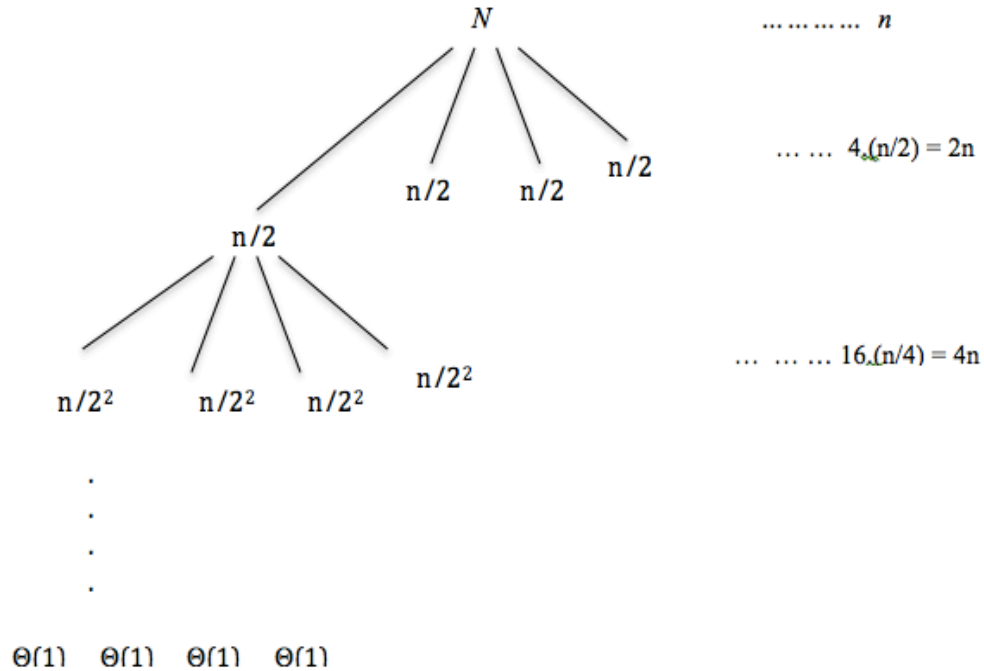 N … … … … n
n/2 n/2 n/2 … … 4.(n/2) = 2n
n/2
n/2² n/2² n/2² n/2² … … … 16.(n/4) = 4n
.
.
.
.
Θ(1) Θ(1) Θ(1) Θ(1)